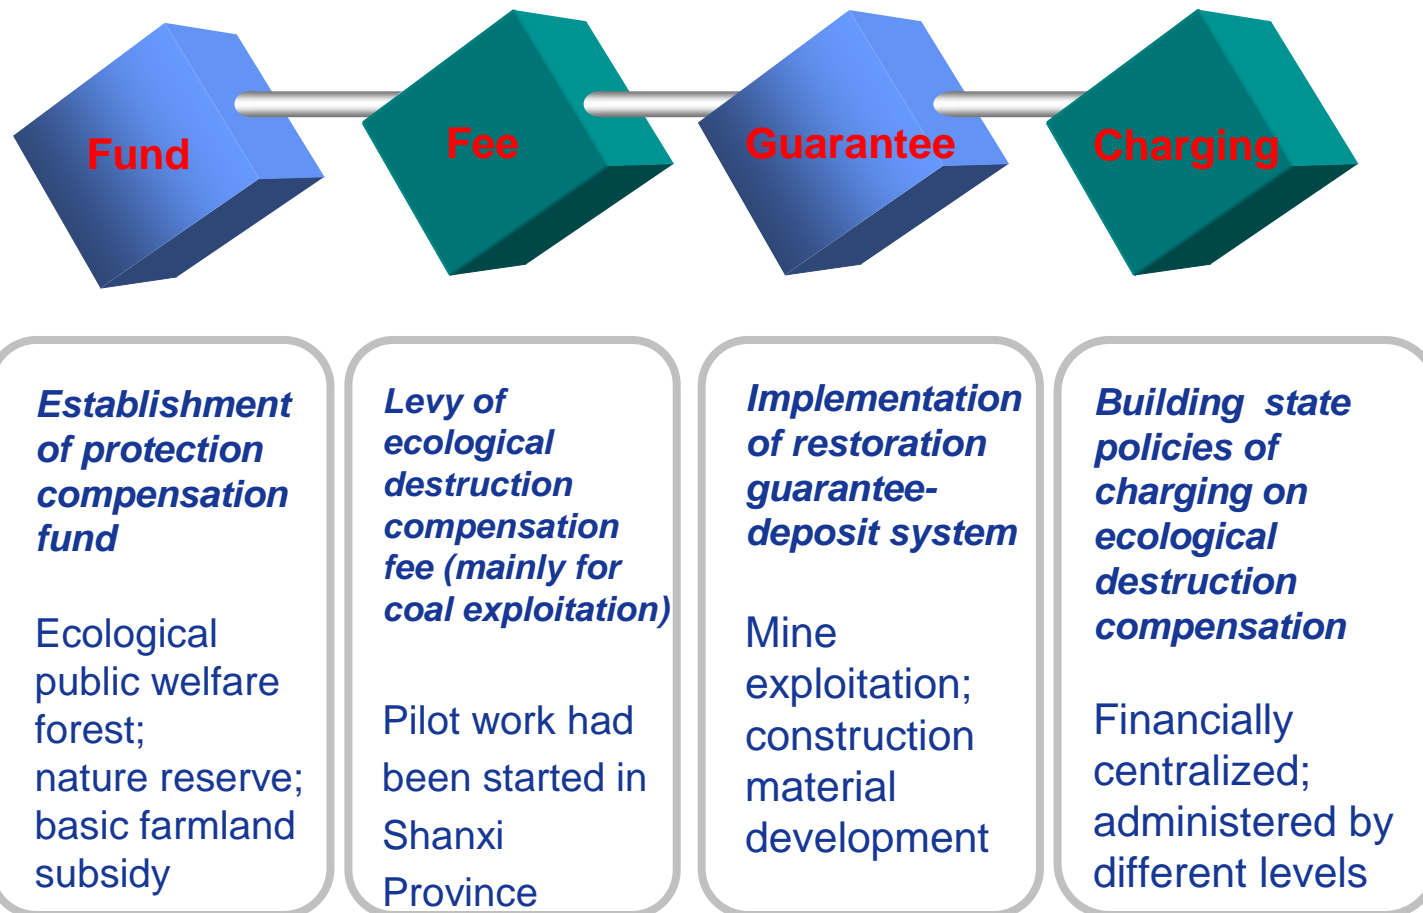 Fund
Fee
Guarantee
Charging
Establishment
of protection
compensation
fund
Ecological
public welfare
forest;
nature reserve;
basic farmland
subsidy
Levy of
ecological
destruction
compensation
fee (mainly for
coal exploitation)
Pilot work had
been started in
Shanxi
Province
Implementation
of restoration
guarantee-
deposit system
Mine
exploitation;
construction
material
development
Building  state
policies of
charging on
ecological
destruction
compensation
Financially
centralized;
administered by
different levels